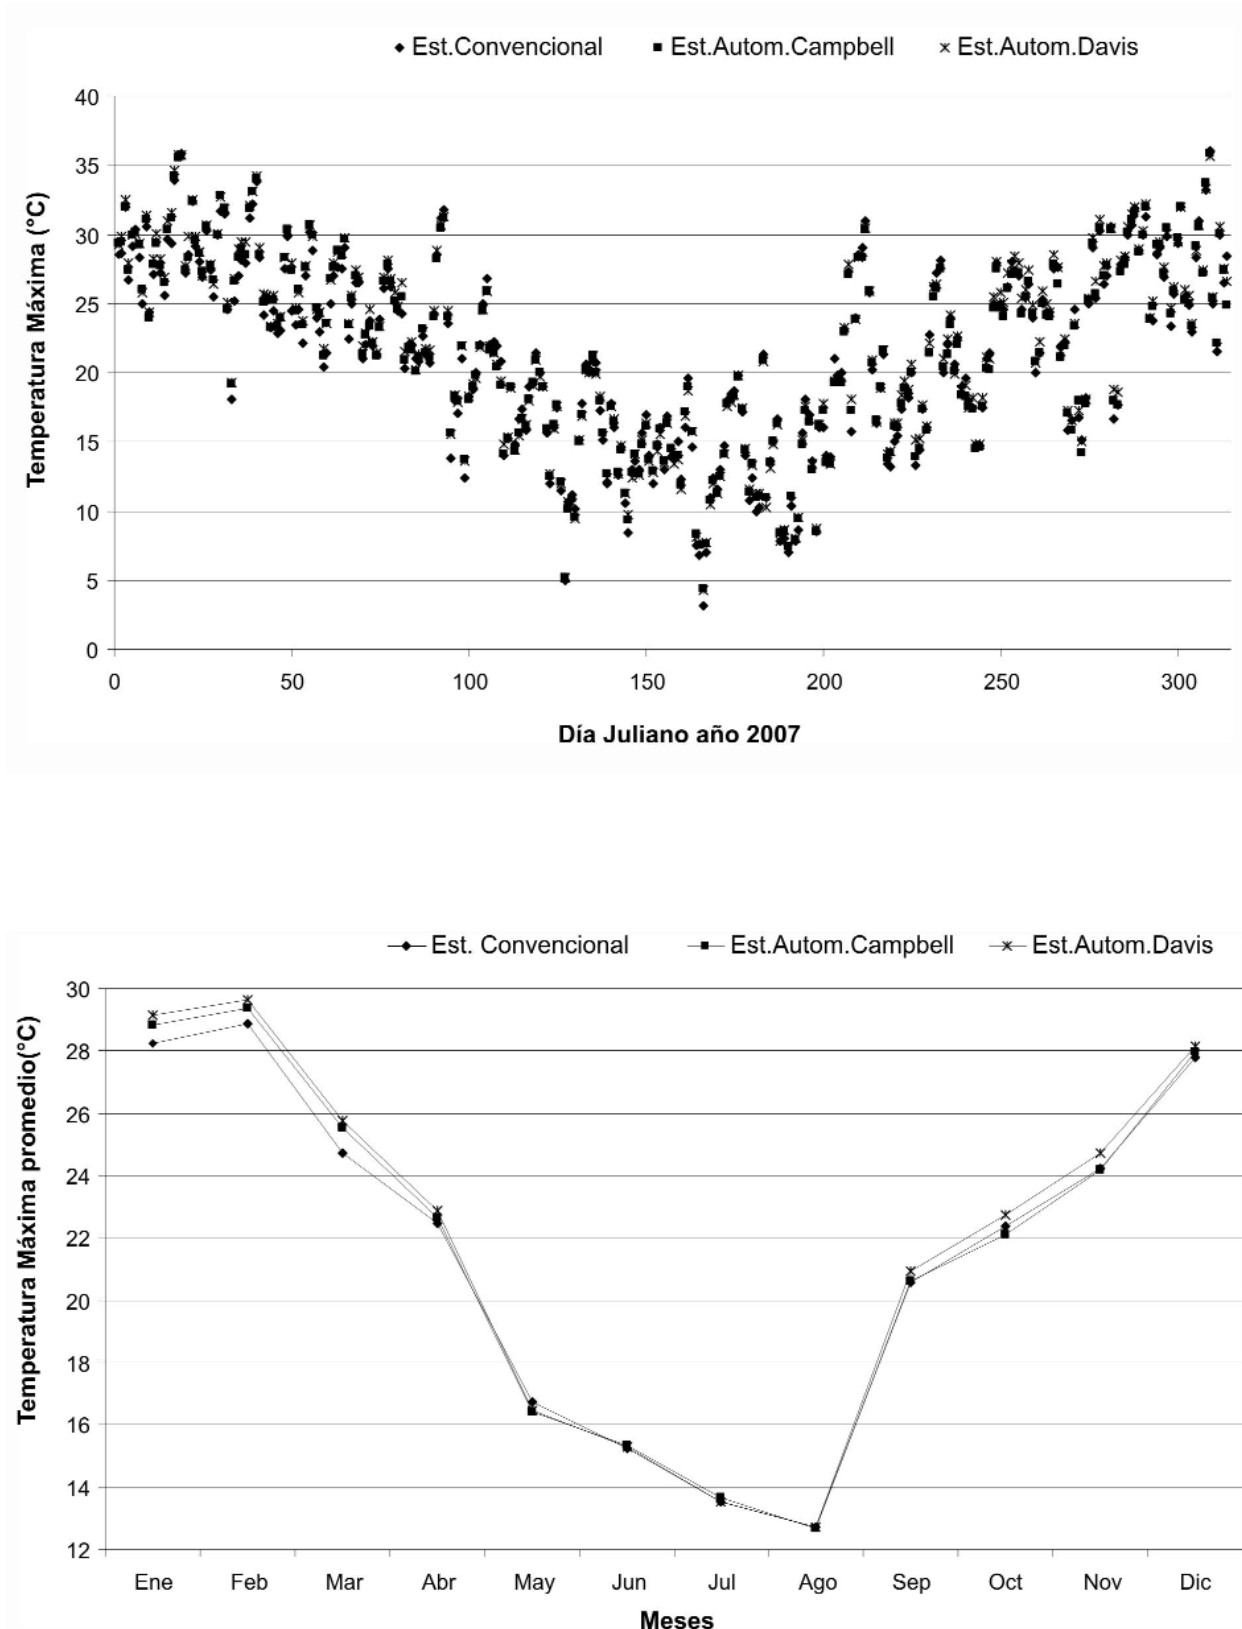 Est.Convencional Est.Autom.Campbell Est.Autom.Davis
40
35
30
25
20
15
10
5
0
Temperatura Máxima (°C)
0 50 100 150 200 250 300
Día Juliano año 2007
Est. Convencional Est.Autom.Campbell Est.Autom.Davis
30
28
26
24
22
20
18
16
14
12
Temperatura Máxima promedio(°C)
Ene Feb Mar Abr May Jun Jul Ago Sep Oct Nov Dic
Meses